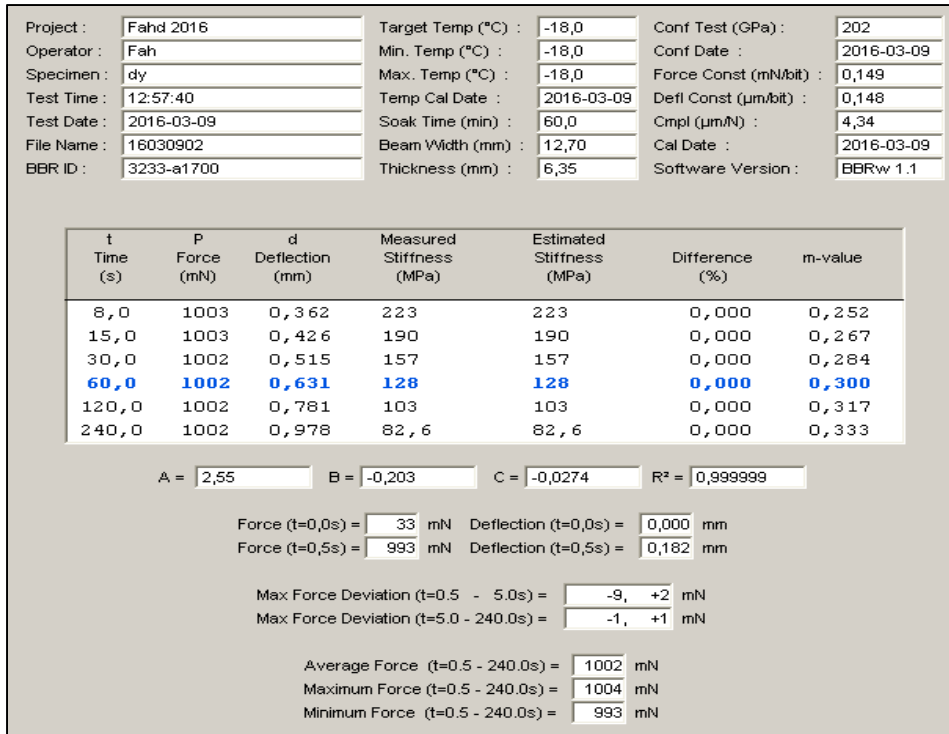 Project : Fahd 2016 Target Temp (°C) : -18,0 Conf Test (GPa) : 202
Operator : Fah Min. Temp (°C) : -18,0 Conf Date : 2016-03-09
Specimen : dy Max. Temp (°C) : -18,0 Force Const (mN/bit) : 0,149
Test Time : 12:57:40 Temp Cal Date : 2016-03-09 Defl Const (µm/bit) : 0,148
Test Date : 2016-03-09 Soak Time (min) : 60,0 Cmpl (µm/N) : 4,34
File Name : 16030902 Beam Width (mm) : 12,70 Cal Date : 2016-03-09
BBR ID : 3233-a1700 Thickness (mm) : 6,35 Software Version : BBRw 1.1
t P d Measured Estimated
Time Force Deflection Stiffness Stiffness Difference m-value
(s) (mN) (mm) (MPa) (MPa) (%)
8,0 1003 0,362 223 223 0,000 0,252
15,0 1003 0,426 190 190 0,000 0,267
30,0 1002 0,515 157 157 0,000 0,284
60,0 1002 0,631 128 128 0,000 0,300
120,0 1002 0,781 103 103 0,000 0,317
240,0 1002 0,978 82,6 82,6 0,000 0,333
A = 2,55 B = -0,203 C = -0,0274 R² = 0,999999
Force (t=0,0s) = 33 mN Deflection (t=0,0s) = 0,000 mm
Force (t=0,5s) = 993 mN Deflection (t=0,5s) = 0,182 mm
Max Force Deviation (t=0.5 - 5.0s) = -9, +2 mN
Max Force Deviation (t=5.0 - 240.0s) = -1, +1 mN
Average Force (t=0.5 - 240.0s) = 1002 mN
Maximum Force (t=0.5 - 240.0s) = 1004 mN
Minimum Force (t=0.5 - 240.0s) = 993 mN